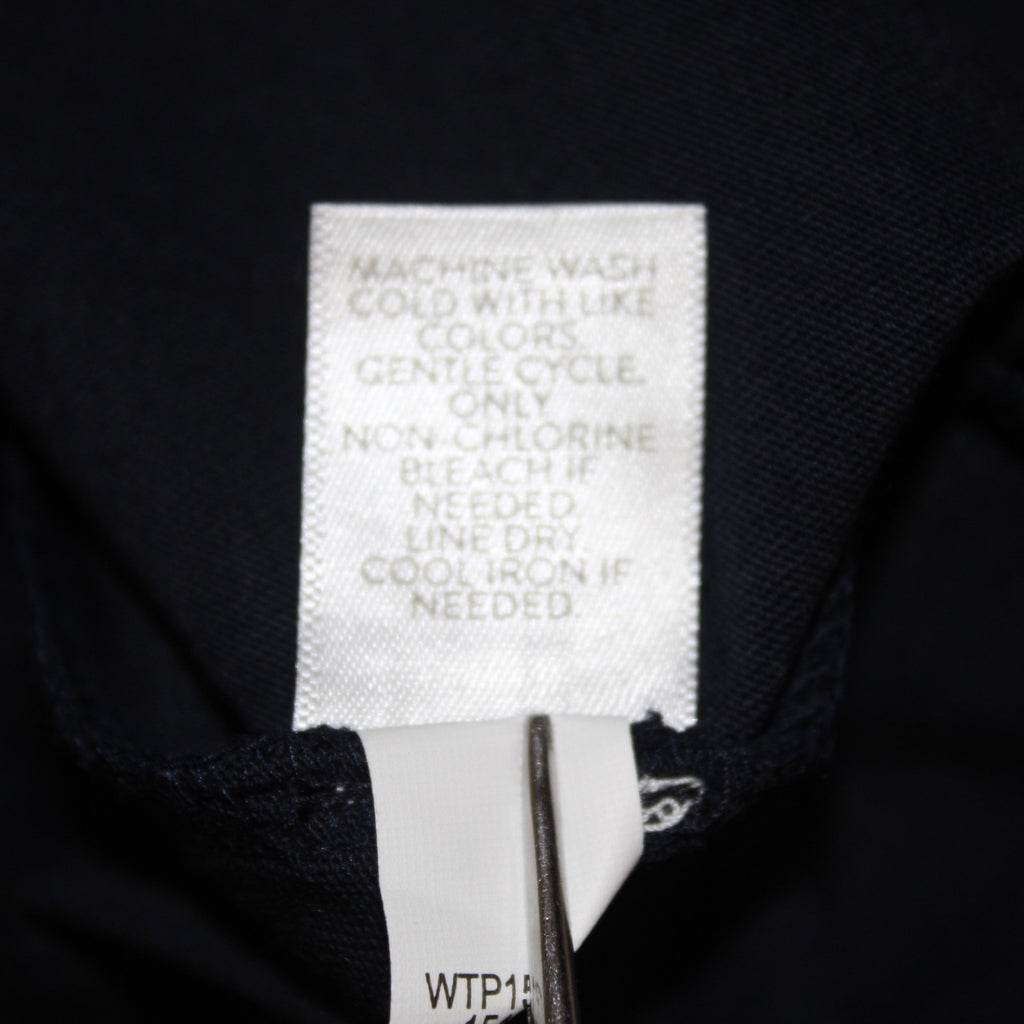 MACHINE WASH
COLD WITH LIKE
COLORS.
GENTLE CYCLE.
ONLY
NON-CHLORINE
BLEACH IF
NEEDED.
LINE DRY.
COOL IRON IF
NEEDED.
WTP15